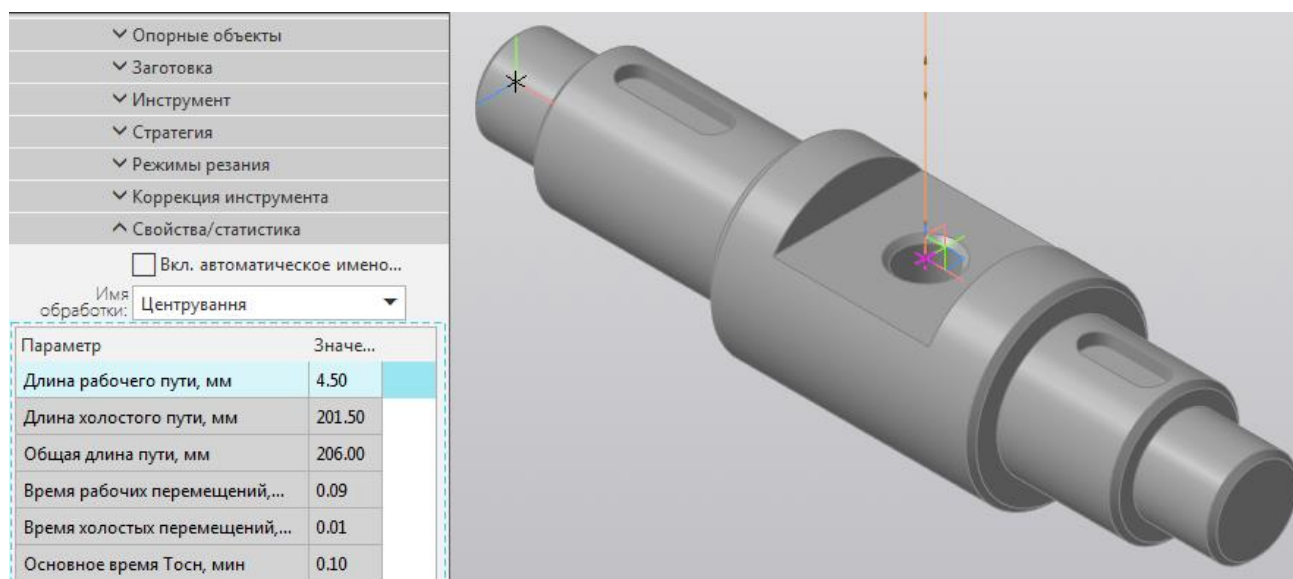 Опорные объекты
Заготовка
Инструмент
Стратегия
Режимы резания
Коррекция инструмента
Свойства/статистика
Вкл. автоматическое имено...
Имя обработки: Центрування
Параметр Значе...
Длина рабочего пути, мм 4.50
Длина холостого пути, мм 201.50
Общая длина пути, мм 206.00
Время рабочих перемещений,... 0.09
Время холостых перемещений,... 0.01
Основное время Tосн, мин 0.10